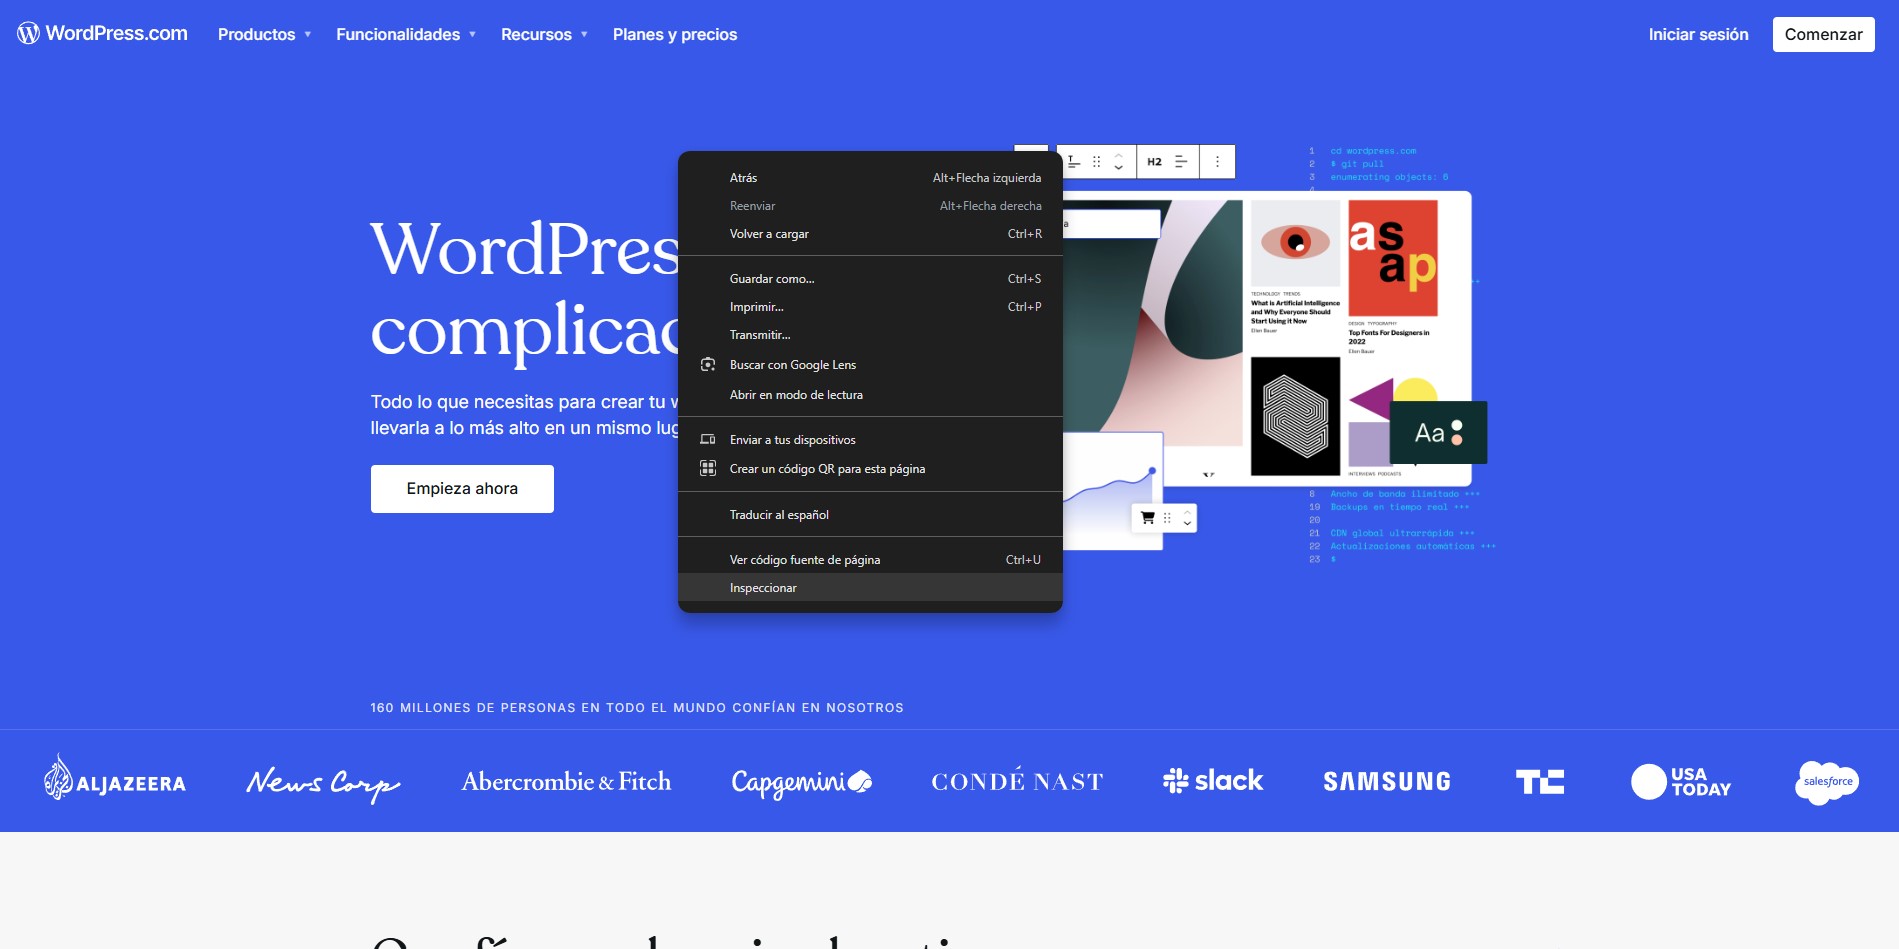 WordPress.com
Productos
Funcionalidades
Recursos
Planes y precios
Iniciar sesión
Comenzar
WordPres
complicad
Todo lo que necesitas para crear tu
llevarla a lo más alto en un mismo lug
Empieza ahora
Atrás Alt+Flecha izquierda
Reenviar Alt+Flecha derecha
Volver a cargar Ctrl+R
Guardar como... Ctrl+S
Imprimir... Ctrl+P
Transmitir...
Buscar con Google Lens
Abrir en modo de lectura
Enviar a tus dispositivos
Crear un código QR para esta página
Traducir al español
Ver código fuente de página Ctrl+U
Inspeccionar
H2
1 cd wordpress.com
2 $ git pull
3 enumerating objects: 6
4
a
as
ap
TECHNOLOGY TRENDS
What is Artificial Intelligence
and Why Everyone Should
Start Using it Now
Ellen Bauer
DESIGN TYPOGRAPHY
Top Fonts For Designers in
2022
Ellen Bauer
Aa
INTERVIEWS PODCASTS
8 Ancho de banda ilimitado +++
19 Backups en tiempo real +++
20
21 CDN global ultrarrápida +++
22 Actualizaciones automáticas +++
23 $
160 MILLONES DE PERSONAS EN TODO EL MUNDO CONFÍAN EN NOSOTROS
ALJAZEERA
News Corp
Abercrombie & Fitch
Capgemini
CONDÉ NAST
slack
SAMSUNG
TC
USA
TODAY
salesforce